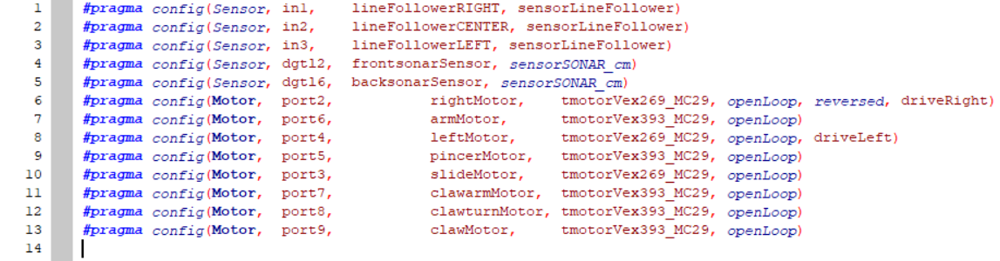 1 #pragma config(Sensor, in1, lineFollowerRIGHT, sensorLineFollower)
2 #pragma config(Sensor, in2, lineFollowerCENTER, sensorLineFollower)
3 #pragma config(Sensor, in3, lineFollowerLEFT, sensorLineFollower)
4 #pragma config(Sensor, dgtl2, frontsonarSensor, sensorSONAR_cm)
5 #pragma config(Sensor, dgtl6, backsonarSensor, sensorSONAR_cm)
6 #pragma config(Motor, port2, rightMotor, tmotorVex269_MC29, openLoop, reversed, driveRight)
7 #pragma config(Motor, port6, armMotor, tmotorVex393_MC29, openLoop)
8 #pragma config(Motor, port4, leftMotor, tmotorVex269_MC29, openLoop, driveLeft)
9 #pragma config(Motor, port5, pincerMotor, tmotorVex393_MC29, openLoop)
10 #pragma config(Motor, port3, slideMotor, tmotorVex269_MC29, openLoop)
11 #pragma config(Motor, port7, clawarmMotor, tmotorVex393_MC29, openLoop)
12 #pragma config(Motor, port8, clawturnMotor, tmotorVex393_MC29, openLoop)
13 #pragma config(Motor, port9, clawMotor, tmotorVex393_MC29, openLoop)
14